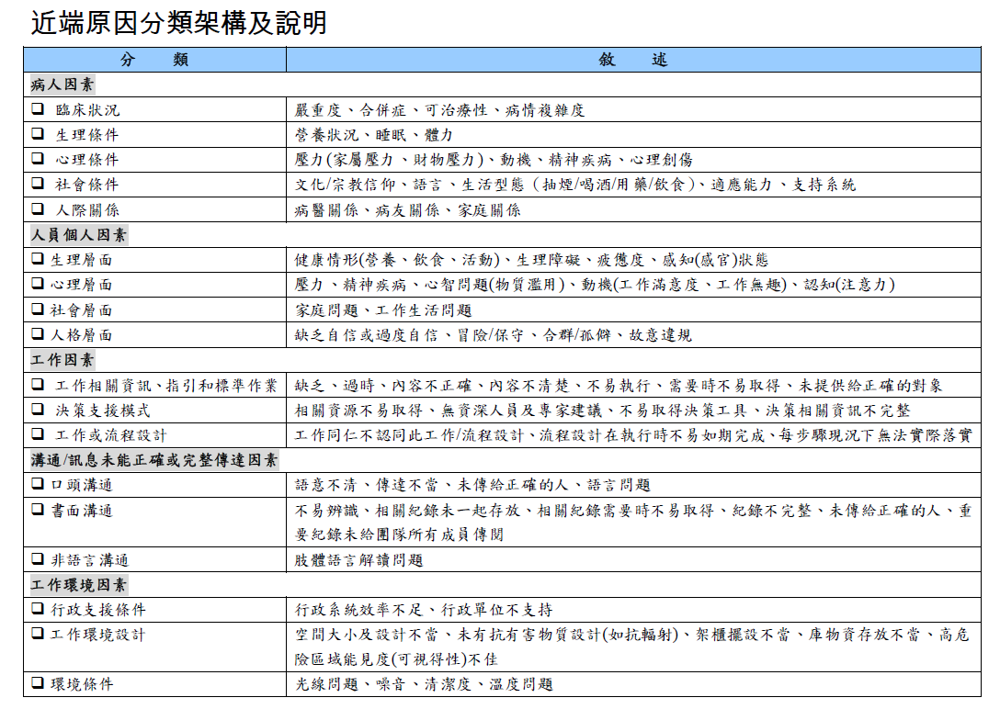 近端原因分類架構及說明
分 類 敘 述
病人因素
❑ 臨床狀況 嚴重度、合併症、可治療性、病情複雜度
❑ 生理條件 營養狀況、睡眠、體力
❑ 心理條件 壓力(家屬壓力、財物壓力)、動機、精神疾病、心理創傷
❑ 社會條件 文化/宗教信仰、語言、生活型態（抽煙/喝酒/用藥/飲食）、適應能力、支持系統
❑ 人際關係 病醫關係、病友關係、家庭關係
人員個人因素
❑ 生理層面 健康情形(營養、飲食、活動)、生理障礙、疲憊度、感知(感官)狀態
❑ 心理層面 壓力、精神疾病、心智問題(物質濫用)、動機(工作滿意度、工作無趣)、認知(注意力)
❑ 社會層面 家庭問題、工作生活問題
❑ 人格層面 缺乏自信或過度自信、冒險/保守、合群/孤僻、故意違規
工作因素
❑ 工作相關資訊、指引和標準作業 缺乏、過時、內容不正確、內容不清楚、不易執行、需要時不易取得、未提供給正確的對象
❑ 決策支援模式 相關資源不易取得、無資深人員及專家建議、不易取得決策工具、決策相關資訊不完整
❑ 工作或流程設計 工作同仁不認同此工作/流程設計、流程設計在執行時不易如期完成、每步驟現況下無法實際落實
溝通/訊息未能正確或完整傳達因素
❑ 口頭溝通 語意不清、傳達不當、未傳給正確的人、語言問題
❑ 書面溝通 不易辨識、相關紀錄未一起存放、相關紀錄需要時不易取得、紀錄不完整、未傳給正確的人、重
要紀錄未給團隊所有成員傳閱
❑ 非語言溝通 肢體語言解讀問題
工作環境因素
❑ 行政支援條件 行政系統效率不足、行政單位不支持
❑ 工作環境設計 空間大小及設計不當、未有抗有害物質設計(如抗輻射)、架櫃擺設不當、庫物資存放不當、高危
險區域能見度(可視得性)不佳
❑ 環境條件 光線問題、噪音、清潔度、溫度問題